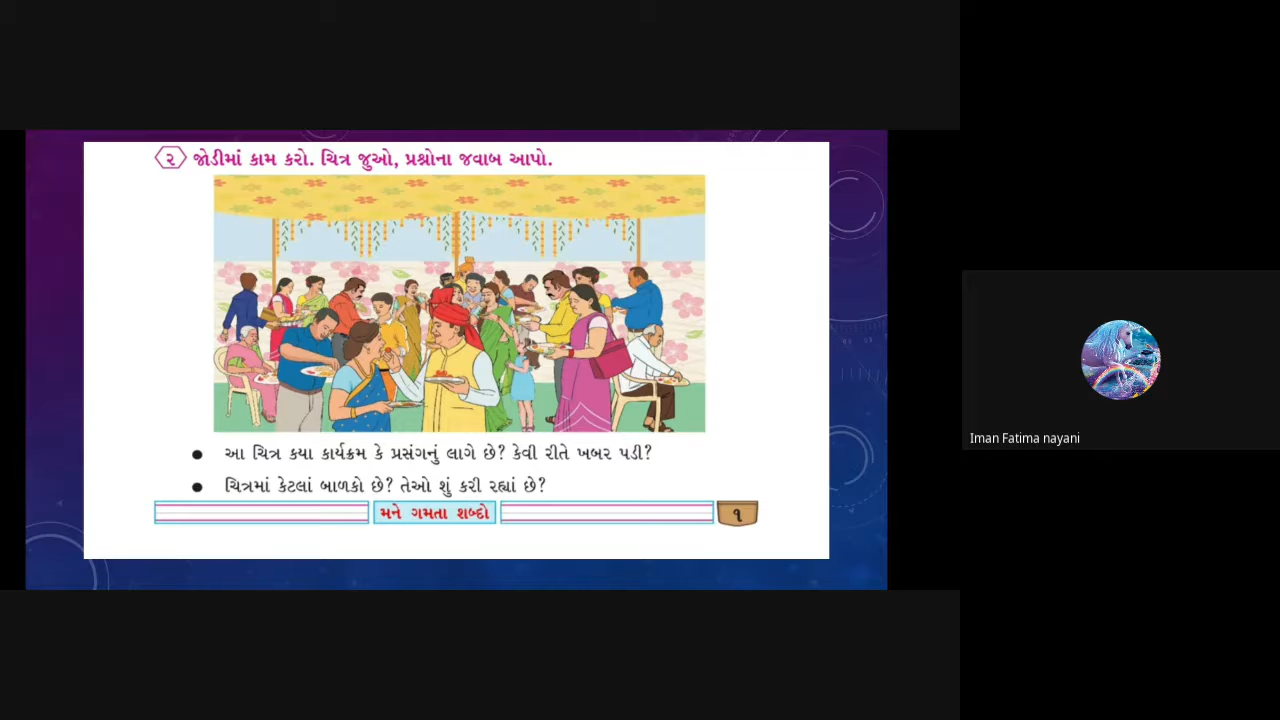 ૨ જોડીમાં કામ કરો. ચિત્ર જુઓ, પ્રશ્નોના જવાબ આપો.
● આ ચિત્ર કયા કાર્યક્રમ કે પ્રસંગનું લાગે છે? કેવી રીતે ખબર પડી?
● ચિત્રમાં કેટલાં બાળકો છે? તેઓ શું કરી રહ્યાં છે?
મને ગમતા શબ્દો ૧
Iman Fatima nayani